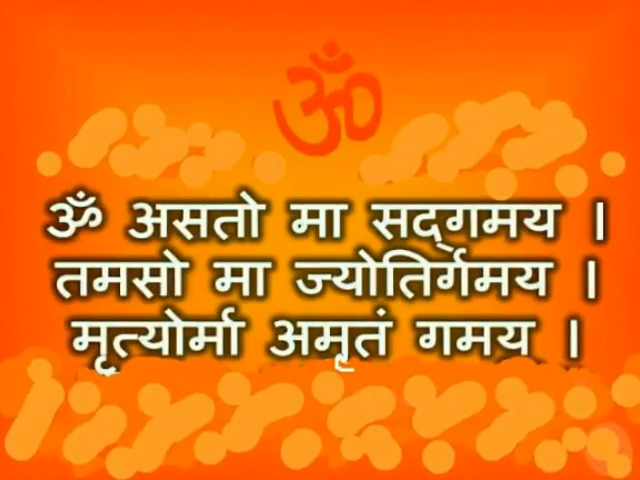 ॐ
ॐ असतो मा सद्गमय ।
तमसो मा ज्योतिर्गमय ।
मृत्योर्मा अमृतं गमय ।